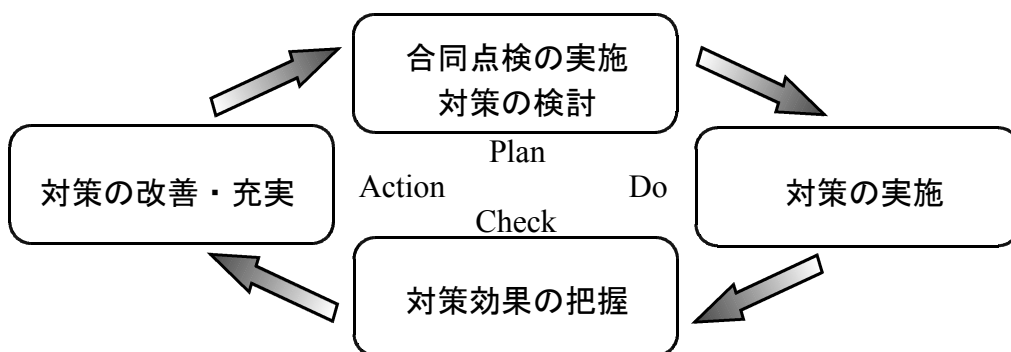 合同点検の実施
対策の検討
Plan
対策の改善・充実
Action
Do
対策の実施
Check
対策効果の把握